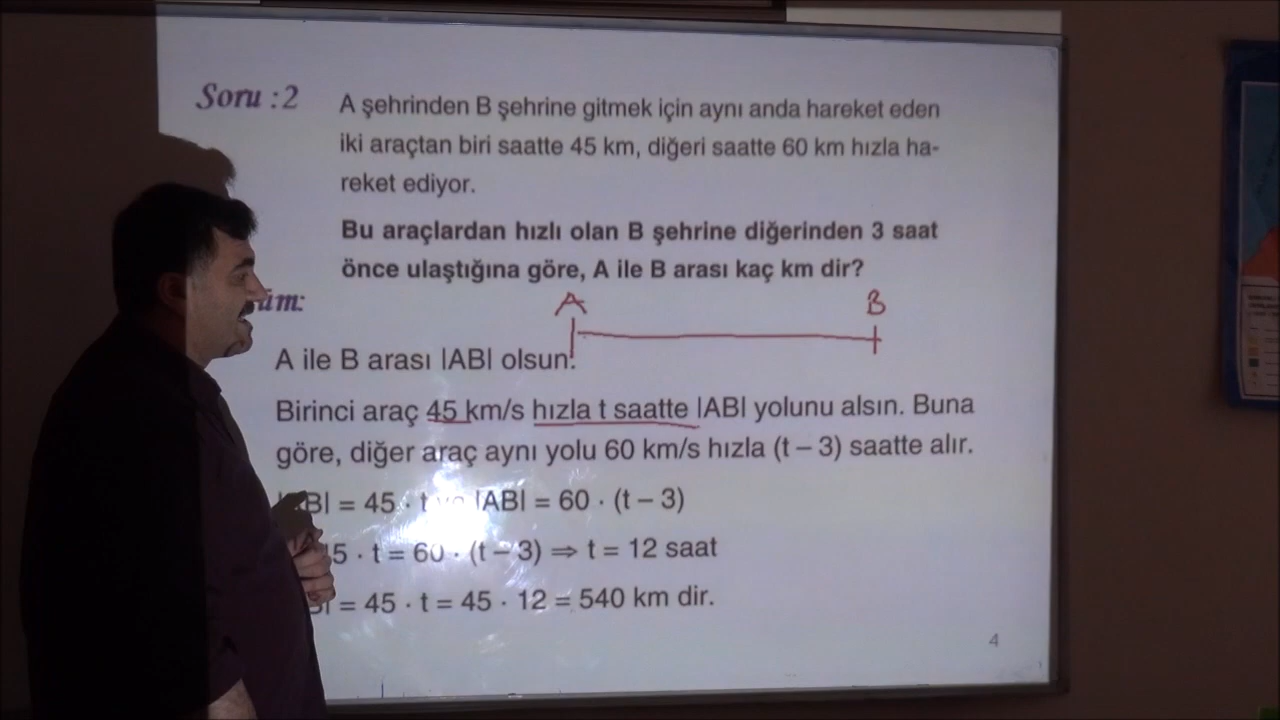 Soru :2
A şehrinden B şehrine gitmek için aynı anda hareket eden
iki araçtan biri saatte 45 km, diğeri saatte 60 km hızla ha-
reket ediyor.
Bu araçlardan hızlı olan B şehrine diğerinden 3 saat
önce ulaştığına göre, A ile B arası kaç km dir?
üm:
A B
A ile B arası |AB| olsun.
Birinci araç 45 km/s hızla t saatte |AB| yolunu alsın. Buna
göre, diğer araç aynı yolu 60 km/s hızla (t – 3) saatte alır.
B| = 45 · t ve |AB| = 60 · (t – 3)
5 · t = 60 · (t – 3) ⇒ t = 12 saat
B| = 45 · t = 45 · 12 = 540 km dir.
4